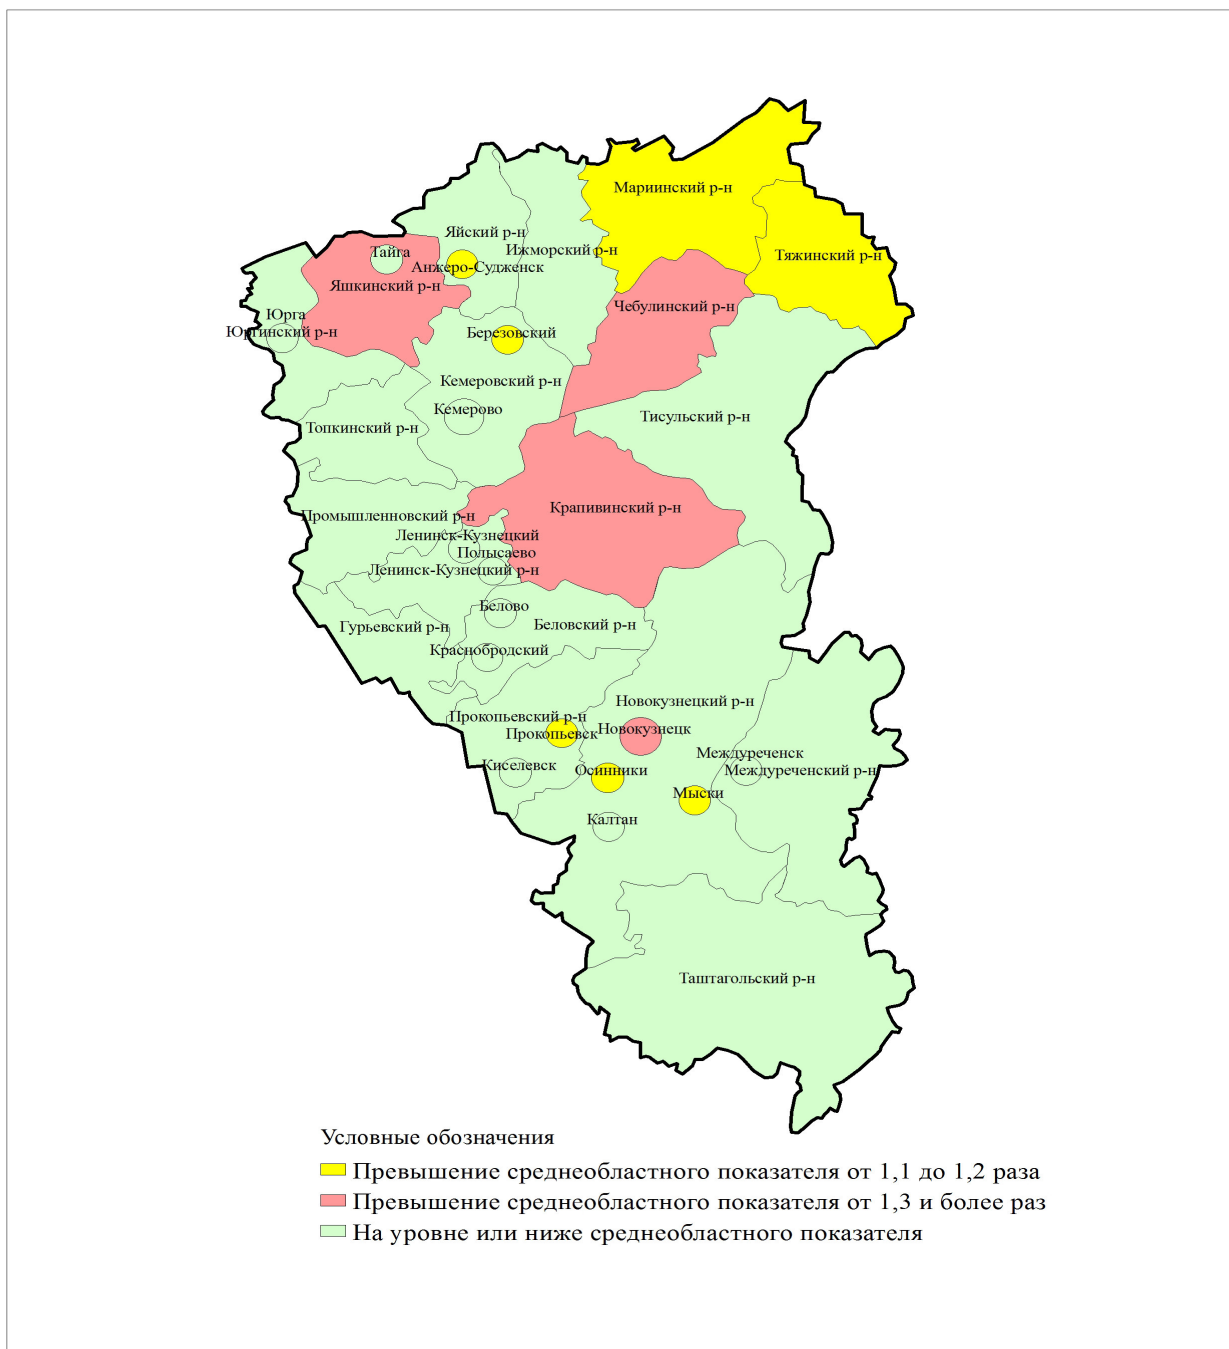 Мариинский р-н
Яйский р-н
Ижморский р-н
Тайга
Тяжинский р-н
Анжеро-Судженск
Яшкинский р-н
Чебулинский р-н
Юрга
Юргинский р-н
Березовский
Кемеровский р-н
Кемерово
Тисульский р-н
Топкинский р-н
Крапивинский р-н
Промышленновский р-н
Ленинск-Кузнецкий
Полысаево
Ленинск-Кузнецкий р-н
Белово
Гурьевский р-н
Беловский р-н
Краснобродский
Новокузнецкий р-н
Прокопьевский р-н
Новокузнецк
Прокопьевск
Междуреченск
Киселевск
Осинники
Междуреченский р-н
Мыски
Калтан
Таштагольский р-н
Условные обозначения
Превышение среднеобластного показателя от 1,1 до 1,2 раза
Превышение среднеобластного показателя от 1,3 и более раз
На уровне или ниже среднеобластного показателя